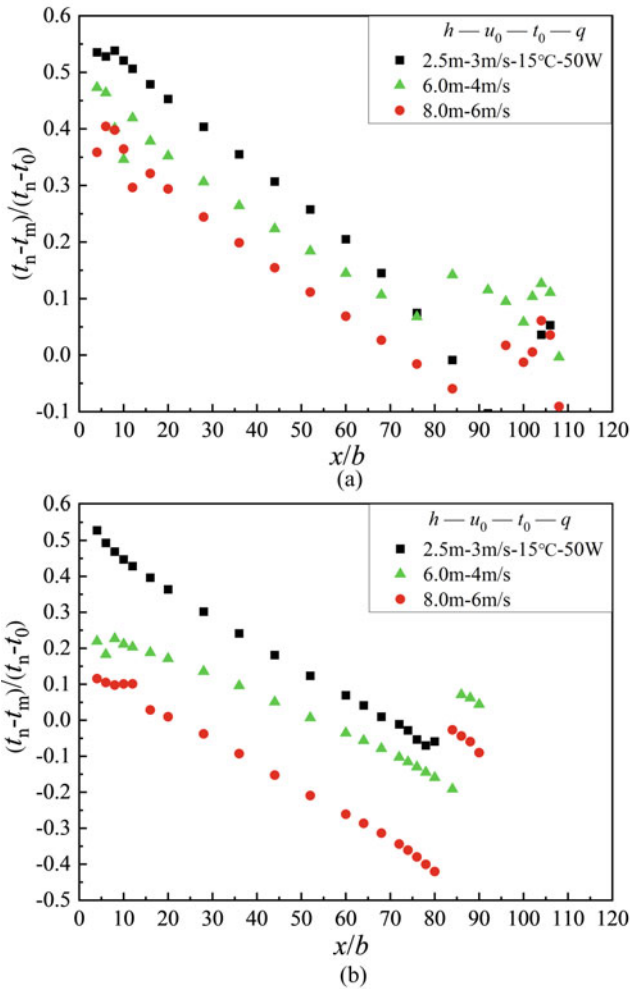 h — u₀ — t₀ — q
2.5m-3m/s-15℃-50W
6.0m-4m/s
8.0m-6m/s
0.6
0.5
0.4
0.3
0.2
0.1
0.0
-0.1
(tₙ-tₘ)/(tₙ-t₀)
0 10 20 30 40 50 60 70 80 90 100 110 120
x/b
(a)
h — u₀ — t₀ — q
2.5m-3m/s-15℃-50W
6.0m-4m/s
8.0m-6m/s
0.6
0.5
0.4
0.3
0.2
0.1
0.0
-0.1
-0.2
-0.3
-0.4
-0.5
(tₙ-tₘ)/(tₙ-t₀)
0 10 20 30 40 50 60 70 80 90 100 110 120
x/b
(b)